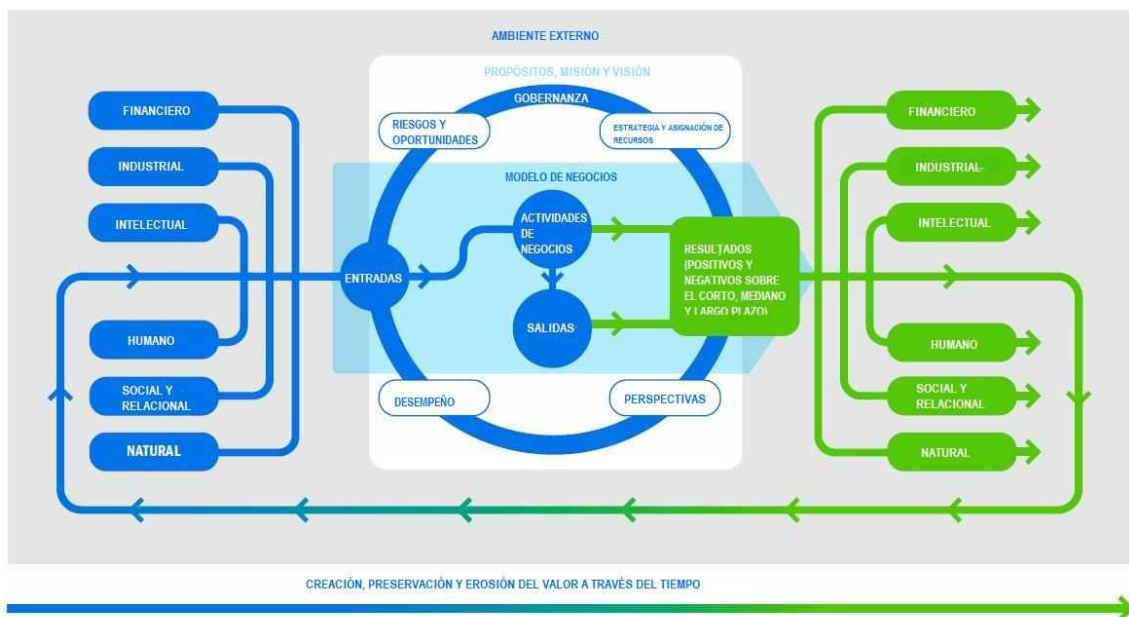 AMBIENTE EXTERNO
PROPÓSITOS, MISIÓN Y VISIÓN
GOBERNANZA
FINANCIERO
INDUSTRIAL
INTELECTUAL
HUMANO
SOCIAL Y
RELACIONAL
NATURAL
RIESGOS Y
OPORTUNIDADES
ESTRATEGIA Y ASIGNACIÓN DE
RECURSOS
MODELO DE NEGOCIOS
ENTRADAS
ACTIVIDADES
DE
NEGOCIOS
SALIDAS
RESULTADOS
(POSITIVOS Y
NEGATIVOS SOBRE
EL CORTO, MEDIANO
Y LARGO PLAZO)
DESEMPEÑO
PERSPECTIVAS
FINANCIERO
INDUSTRIAL-
INTELECTUAL
HUMANO
SOCIAL Y
RELACIONAL
NATURAL
CREACIÓN, PRESERVACIÓN Y EROSIÓN DEL VALOR A TRAVÉS DEL TIEMPO